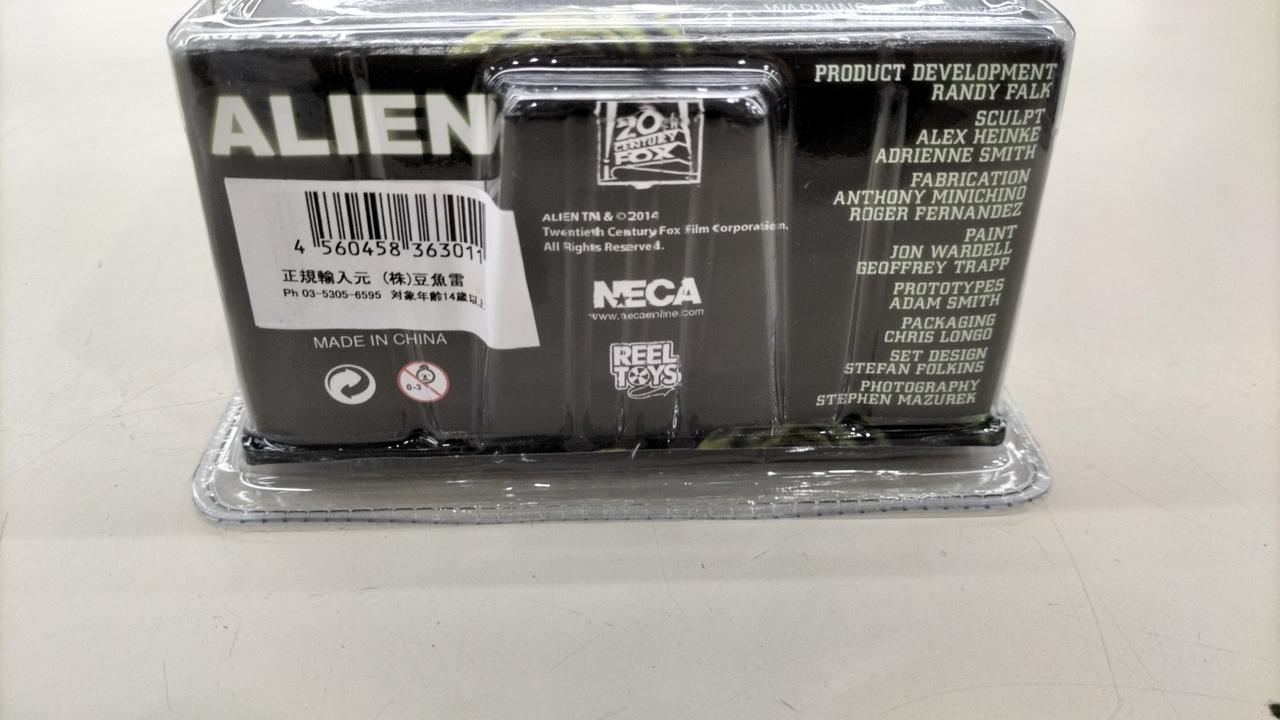 WARNING
ALIEN
4 560458 363011
正規輸入元 (株)豆魚雷
Ph 03-5305-6595 対象年齢14歳以上
MADE IN CHINA
0-3
20th
CENTURY
FOX
ALIEN TM & ©2014
Twentieth Century Fox Film Corporation.
All Rights Reserved.
NECA
www.necaonline.com
REEL
TOYS
PRODUCT DEVELOPMENT
RANDY FALK
SCULPT
ALEX HEINKE
ADRIENNE SMITH
FABRICATION
ANTHONY MINICHINO
ROGER FERNANDEZ
PAINT
JON WARDELL
GEOFFREY TRAPP
PROTOTYPES
ADAM SMITH
PACKAGING
CHRIS LONGO
SET DESIGN
STEFAN FOLKINS
PHOTOGRAPHY
STEPHEN MAZUREK